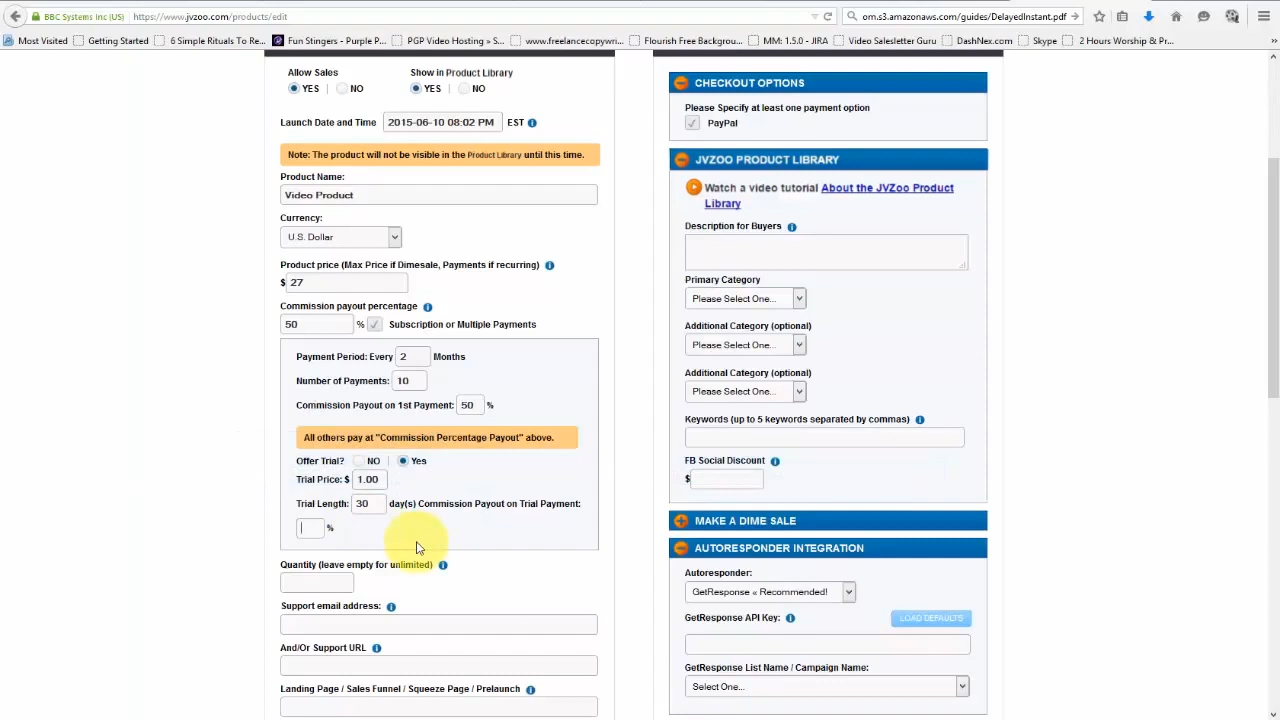 BBC Systems Inc (US) https://www.jvzoo.com/products/edit om.s3.amazonaws.com/guides/DelayedInstant.pdf
Most Visited Getting Started 6 Simple Rituals To Re... Fun Stingers - Purple P... PGP Video Hosting » S... www.freelancecopywri... Flourish Free Backgrou... MM: 1.5.0 - JIRA Video Salesletter Guru DashNex.com Skype 2 Hours Worship & Pr...
Allow Sales Show in Product Library
YES | NO YES | NO
Launch Date and Time 2015-06-10 08:02 PM EST
Note: The product will not be visible in the Product Library until this time.
Product Name:
Video Product
Currency:
U.S. Dollar
Product price (Max Price if Dimesale, Payments if recurring)
$ 27
Commission payout percentage
50 % Subscription or Multiple Payments
Payment Period: Every 2 Months
Number of Payments: 10
Commission Payout on 1st Payment: 50 %
All others pay at "Commission Percentage Payout" above.
Offer Trial? NO | Yes
Trial Price: $ 1.00
Trial Length: 30 day(s) Commission Payout on Trial Payment:
%
Quantity (leave empty for unlimited)
Support email address:
And/Or Support URL
Landing Page / Sales Funnel / Squeeze Page / Prelaunch
CHECKOUT OPTIONS
Please Specify at least one payment option
PayPal
JVZOO PRODUCT LIBRARY
Watch a video tutorial About the JVZoo Product
Library
Description for Buyers
Primary Category
Please Select One...
Additional Category (optional)
Please Select One...
Additional Category (optional)
Please Select One...
Keywords (up to 5 keywords separated by commas)
FB Social Discount
$
MAKE A DIME SALE
AUTORESPONDER INTEGRATION
Autoresponder:
GetResponse « Recommended!
GetResponse API Key: LOAD DEFAULTS
GetResponse List Name / Campaign Name:
Select One...